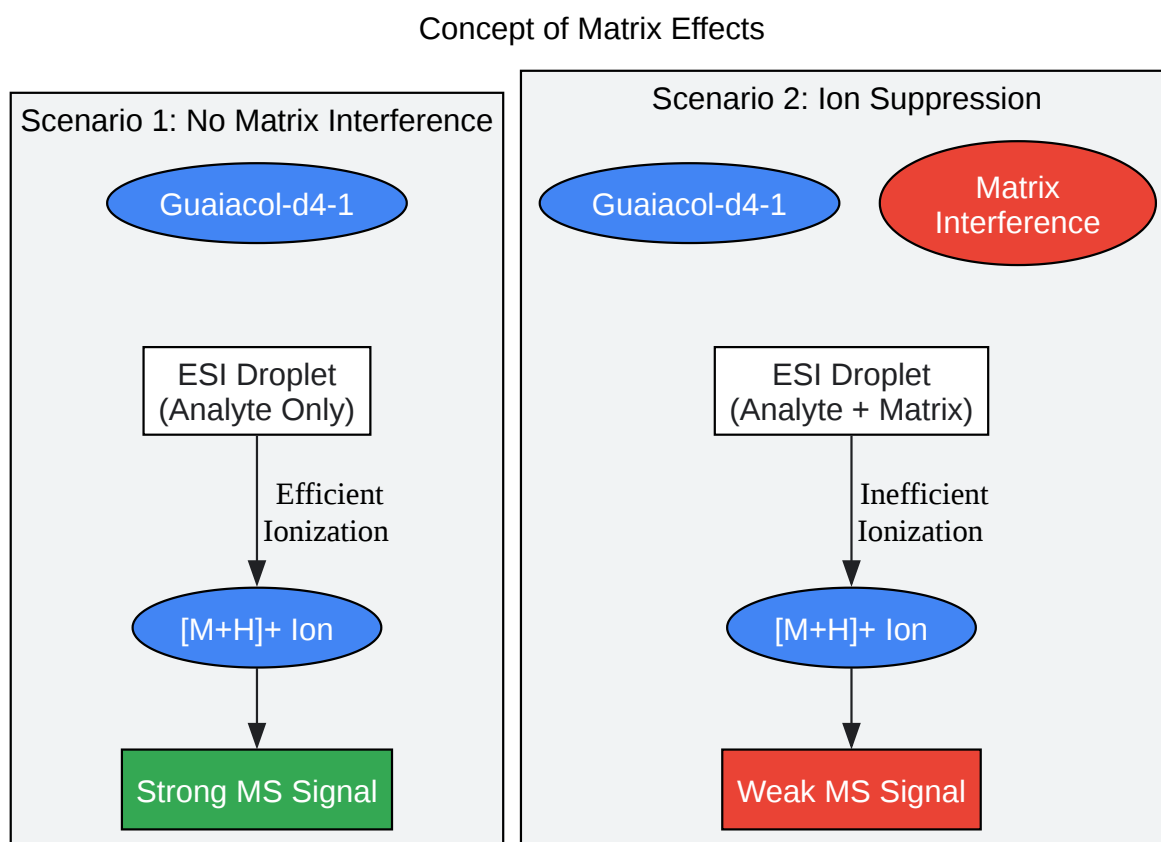 Concept of Matrix Effects
Scenario 1: No Matrix Interference
Guaiacol-d4-1
ESI Droplet
(Analyte Only)
Efficient
Ionization
[M+H]+ Ion
Strong MS Signal
Scenario 2: Ion Suppression
Guaiacol-d4-1
Matrix
Interference
ESI Droplet
(Analyte + Matrix)
Inefficient
Ionization
[M+H]+ Ion
Weak MS Signal